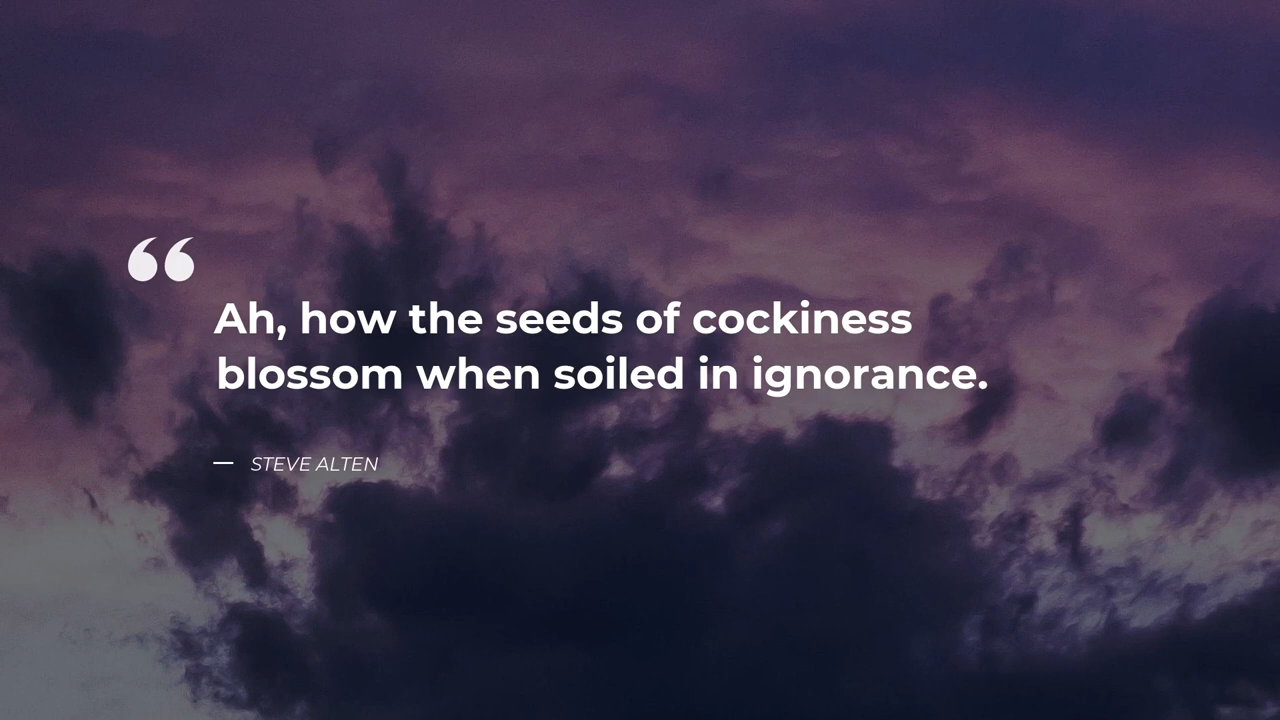 “
Ah, how the seeds of cockiness
blossom when soiled in ignorance.
— STEVE ALTEN